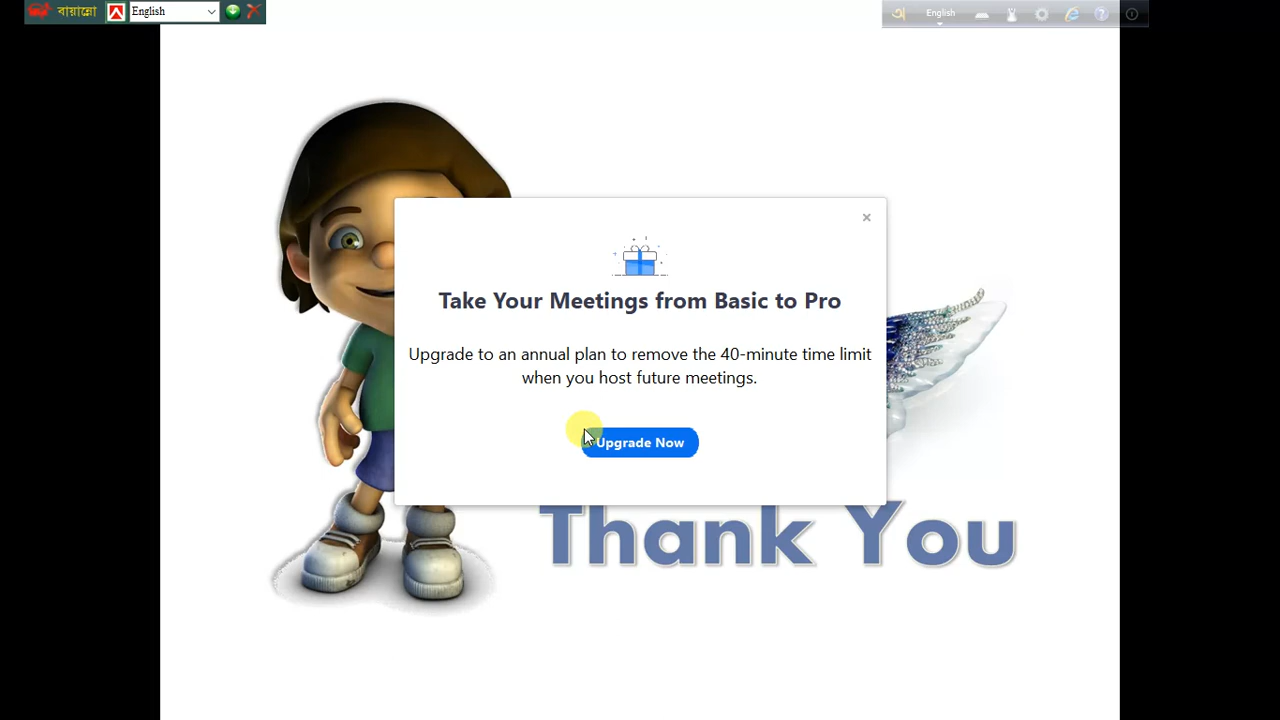 বায়ান্নো
English
অ
English
Take Your Meetings from Basic to Pro
Upgrade to an annual plan to remove the 40-minute time limit
when you host future meetings.
Upgrade Now
Thank You